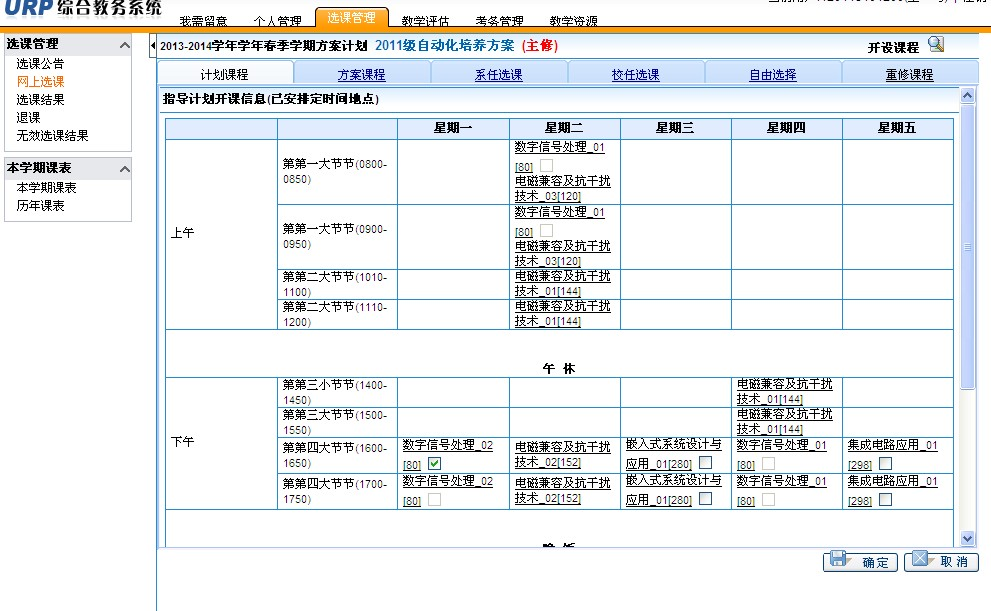 URP 综合教务系统
我需留意 个人管理 选课管理 教学评估 考务管理 教学资源
选课管理
选课公告
网上选课
选课结果
退课
无效选课结果
本学期课表
本学期课表
历年课表
2013-2014学年学年春季学期方案计划 2011级自动化培养方案 (主修) 开设课程
计划课程 方案课程 系任选课 校任选课 自由选择 重修课程
指导计划开课信息(已安排定时间地点)
星期一 星期二 星期三 星期四 星期五
上午
第第一大节节(0800-
0850)
数字信号处理_01
[80]
电磁兼容及抗干扰
技术_03[120]
第第一大节节(0900-
0950)
数字信号处理_01
[80]
电磁兼容及抗干扰
技术_03[120]
第第二大节节(1010-
1100)
电磁兼容及抗干扰
技术_01[144]
第第二大节节(1110-
1200)
电磁兼容及抗干扰
技术_01[144]
午 休
下午
第第三小节节(1400-
1450)
电磁兼容及抗干扰
技术_01[144]
第第三大节节(1500-
1550)
电磁兼容及抗干扰
技术_01[144]
第第四大节节(1600-
1650)
数字信号处理_02
[80]
电磁兼容及抗干扰
技术_02[152]
嵌入式系统设计与
应用_01[280]
数字信号处理_01
[80]
集成电路应用_01
[298]
第第四大节节(1700-
1750)
数字信号处理_02
[80]
电磁兼容及抗干扰
技术_02[152]
嵌入式系统设计与
应用_01[280]
数字信号处理_01
[80]
集成电路应用_01
[298]
确定 取消